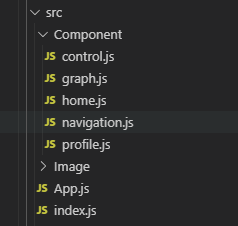 src
Component
JS control.js
JS graph.js
JS home.js
JS navigation.js
JS profile.js
Image
JS App.js
JS index.js